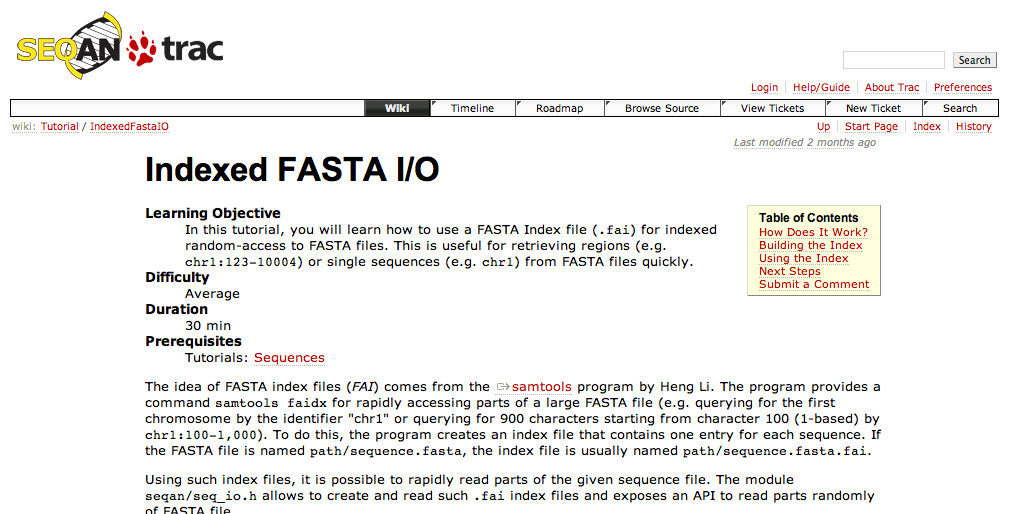 SEQAN trac
Search
Login Help/Guide About Trac Preferences
Wiki Timeline Roadmap Browse Source View Tickets New Ticket Search
wiki: Tutorial / IndexedFastaIO
Up Start Page Index History
Last modified 2 months ago
Indexed FASTA I/O
Learning Objective
In this tutorial, you will learn how to use a FASTA Index file (.fai) for indexed
random-access to FASTA files. This is useful for retrieving regions (e.g.
chr1:123-10004) or single sequences (e.g. chr1) from FASTA files quickly.
Difficulty
Average
Duration
30 min
Prerequisites
Tutorials: Sequences
Table of Contents
How Does It Work?
Building the Index
Using the Index
Next Steps
Submit a Comment
The idea of FASTA index files (FAI) comes from the samtools program by Heng Li. The program provides a
command samtools faidx for rapidly accessing parts of a large FASTA file (e.g. querying for the first
chromosome by the identifier "chr1" or querying for 900 characters starting from character 100 (1-based) by
chr1:100-1,000). To do this, the program creates an index file that contains one entry for each sequence. If
the FASTA file is named path/sequence.fasta, the index file is usually named path/sequence.fasta.fai.
Using such index files, it is possible to rapidly read parts of the given sequence file. The module
seqan/seq_io.h allows to create and read such .fai index files and exposes an API to read parts randomly
of FASTA file.